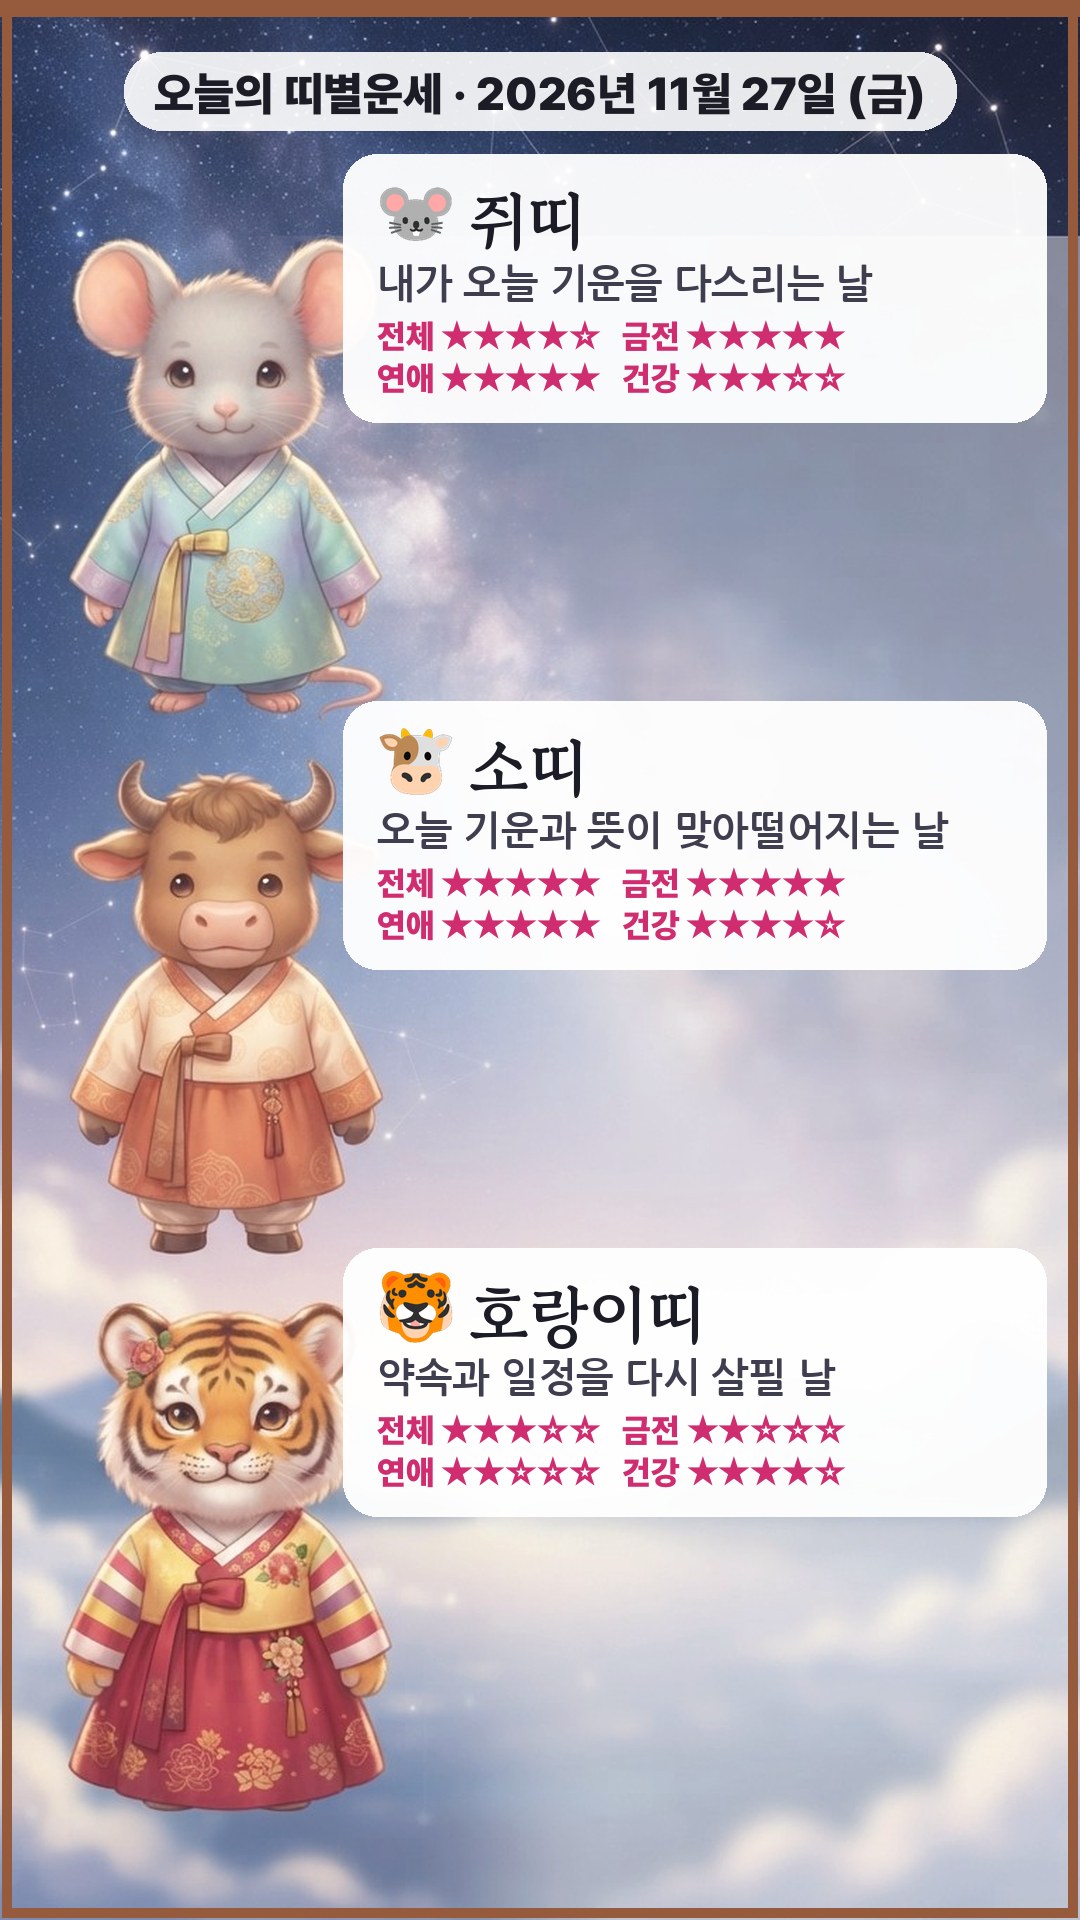 오늘의 띠별운세 · 2026년 11월 27일 (금)
쥐띠
내가 오늘 기운을 다스리는 날
전체 ★★★★☆ 금전 ★★★★★
연애 ★★★★★ 건강 ★★★☆☆
소띠
오늘 기운과 뜻이 맞아떨어지는 날
전체 ★★★★★ 금전 ★★★★★
연애 ★★★★★ 건강 ★★★★☆
호랑이띠
약속과 일정을 다시 살필 날
전체 ★★★☆☆ 금전 ★★☆☆☆
연애 ★★☆☆☆ 건강 ★★★★☆